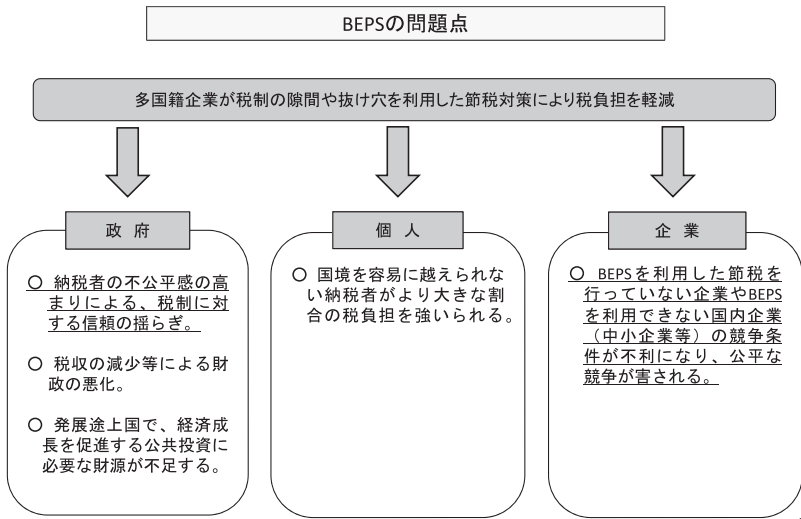 BEPSの問題点
多国籍企業が税制の隙間や抜け穴を利用した節税対策により税負担を軽減
政 府
○ 納税者の不公平感の高
まりによる、税制に対
する信頼の揺らぎ。
○ 税収の減少等による財
政の悪化。
○ 発展途上国で、経済成
長を促進する公共投資に
必要な財源が不足する。
個 人
○ 国境を容易に越えられな
い納税者がより大きな割
合の税負担を強いられる。
企 業
○ BEPSを利用した節税を
行っていない企業やBEPS
を利用できない国内企業
（中小企業等）の競争条
件が不利になり、公平な
競争が害される。